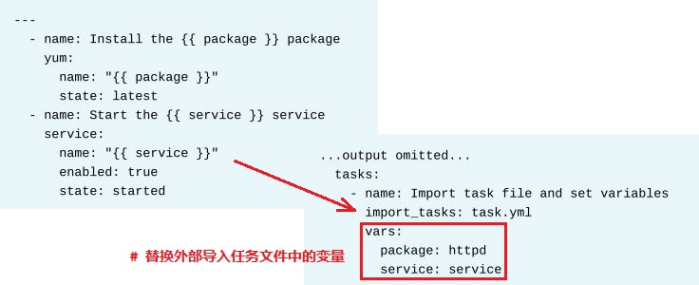 ---
- name: Install the {{ package }} package
yum:
name: "{{ package }}"
state: latest
- name: Start the {{ service }} service
service:
name: "{{ service }}"
enabled: true
state: started
...output omitted...
tasks:
- name: Import task file and set variables
import_tasks: task.yml
vars:
package: httpd
service: service
# 替换外部导入任务文件中的变量